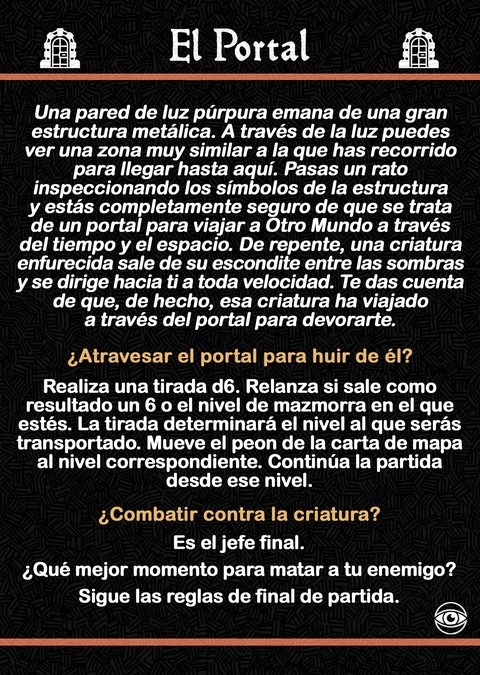 El Portal
Una pared de luz púrpura emana de una gran
estructura metálica. A través de la luz puedes
ver una zona muy similar a la que has recorrido
para llegar hasta aquí. Pasas un rato
inspeccionando los símbolos de la estructura
y estás completamente seguro de que se trata
de un portal para viajar a Otro Mundo a través
del tiempo y el espacio. De repente, una criatura
enfurecida sale de su escondite entre las sombras
y se dirige hacia ti a toda velocidad. Te das cuenta
de que, de hecho, esa criatura ha viajado
a través del portal para devorarte.
¿Atravesar el portal para huir de él?
Realiza una tirada d6. Relanza si sale como
resultado un 6 o el nivel de mazmorra en el que
estés. La tirada determinará el nivel al que serás
transportado. Mueve el peon de la carta de mapa
al nivel correspondiente. Continúa la partida
desde ese nivel.
¿Combatir contra la criatura?
Es el jefe final.
¿Qué mejor momento para matar a tu enemigo?
Sigue las reglas de final de partida.